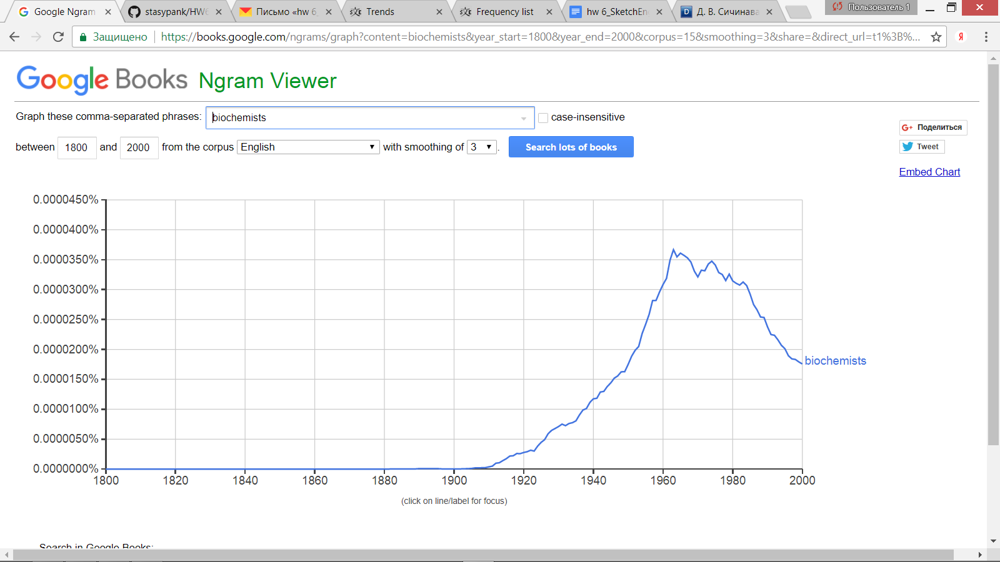 Google Ngram
stasypank/HW6
Письмо «hw 6_
Trends
Frequency list
hw 6_SketchEn
Д. В. Сичинава
Пользователь 1
Защищено
https://books.google.com/ngrams/graph?content=biochemists&year_start=1800&year_end=2000&corpus=15&smoothing=3&share=&direct_url=t1%3B%...
Google Books Ngram Viewer
Graph these comma-separated phrases: biochemists case-insensitive
between 1800 and 2000 from the corpus English with smoothing of 3 . Search lots of books
G+ Поделиться
Tweet
Embed Chart
0.0000450%
0.0000400%
0.0000350%
0.0000300%
0.0000250%
0.0000200%
biochemists
0.0000150%
0.0000100%
0.0000050%
0.0000000%
1800 1820 1840 1860 1880 1900 1920 1940 1960 1980 2000
(click on line/label for focus)
Search in Google Books: